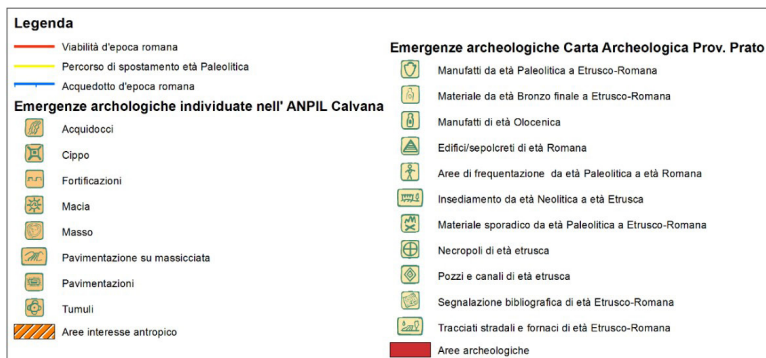 Legenda
Viabilità d'epoca romana
Percorso di spostamento età Paleolitica
Acquedotto d'epoca romana
Emergenze archologiche individuate nell' ANPIL Calvana
Acquidocci
Cippo
Fortificazioni
Macia
Masso
Pavimentazione su massicciata
Pavimentazioni
Tumuli
Aree interesse antropico
Emergenze archeologiche Carta Archeologica Prov. Prato
Manufatti da età Paleolitica a Etrusco-Romana
Materiale da età Bronzo finale a Etrusco-Romana
Manufatti di età Olocenica
Edifici/sepolcreti di età Romana
Aree di frequentazione da età Paleolitica a età Romana
Insediamento da età Neolitica a età Etrusca
Materiale sporadico da età Paleolitica a Etrusco-Romana
Necropoli di età etrusca
Pozzi e canali di età etrusca
Segnalazione bibliografica di età Etrusco-Romana
Tracciati stradali e fornaci di età Etrusco-Romana
Aree archeologiche